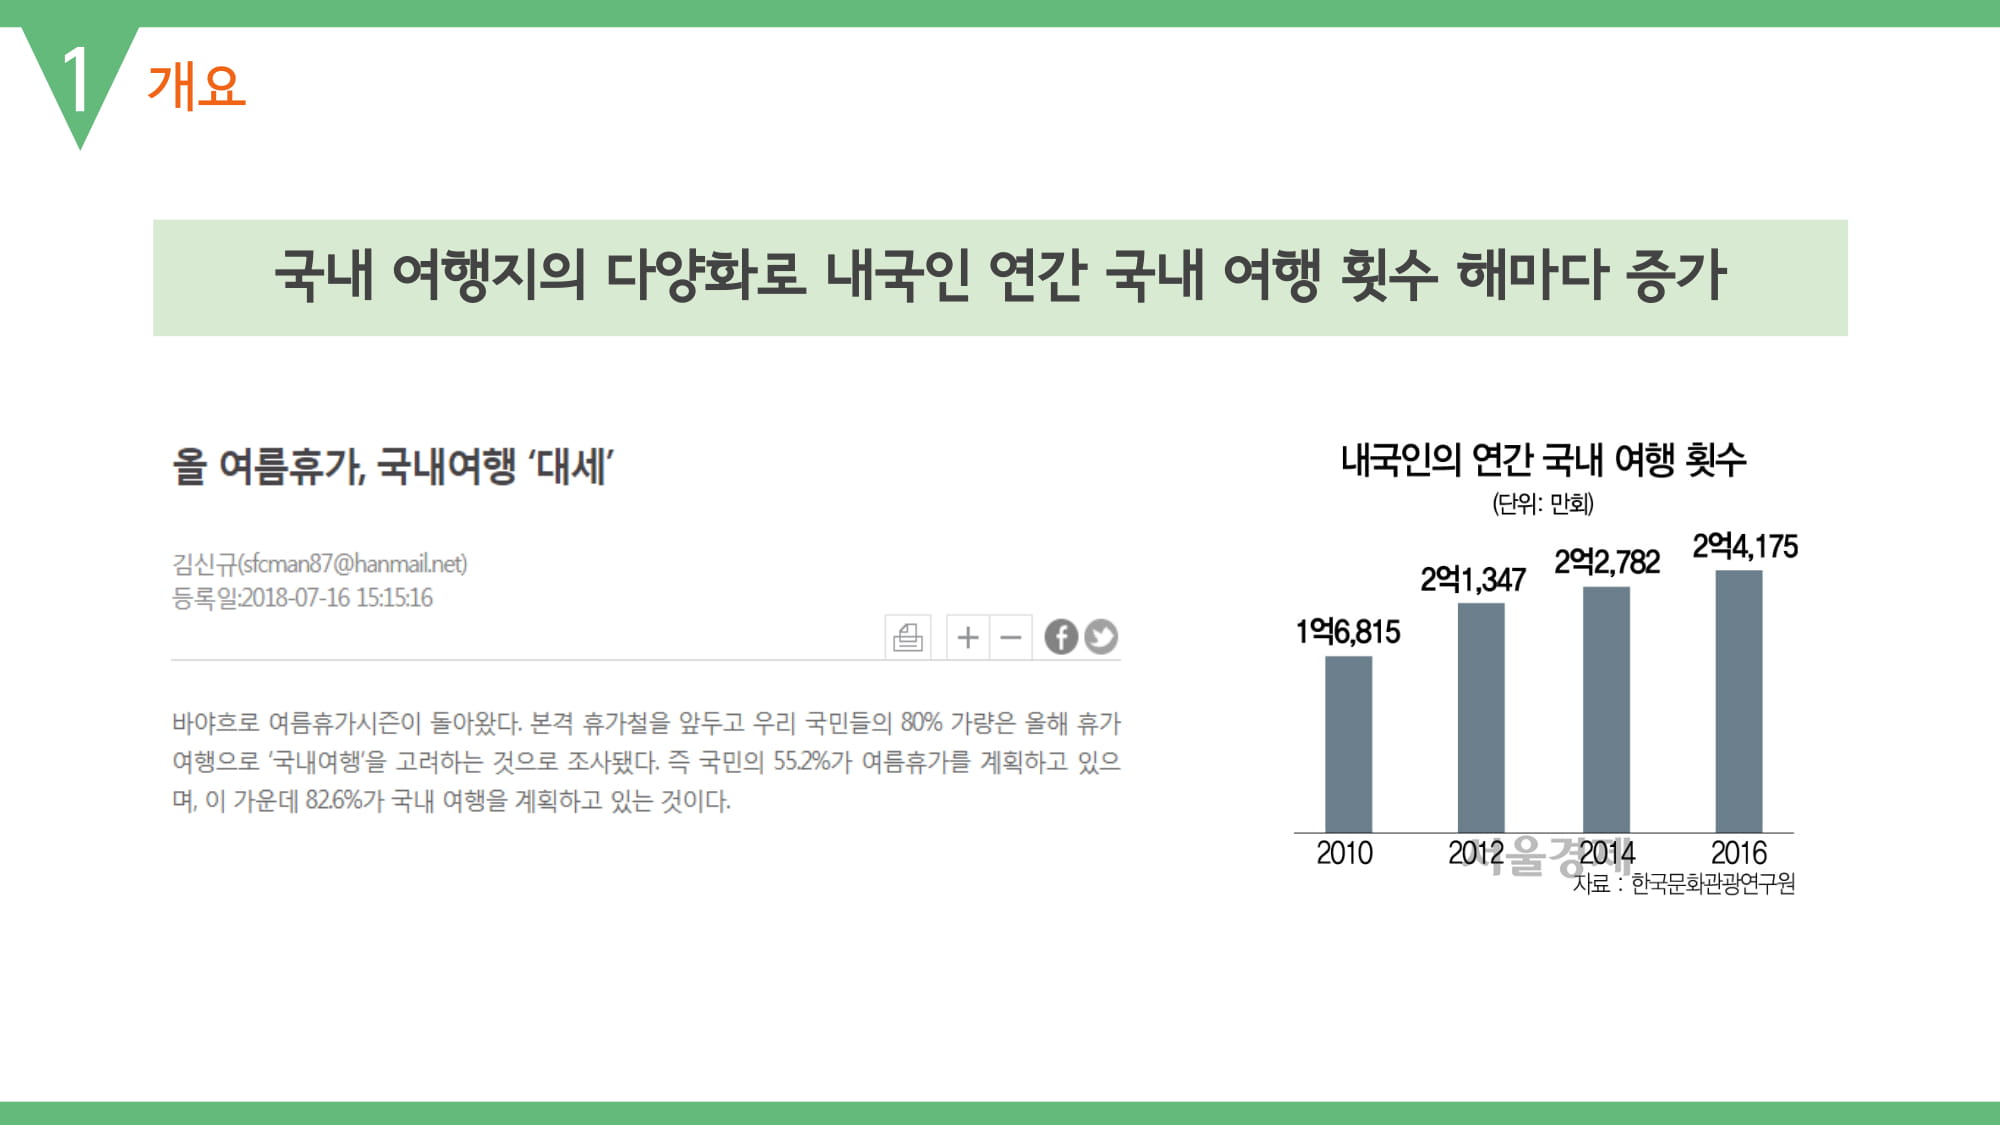 1
개요
국내 여행지의 다양화로 내국인 연간 국내 여행 횟수 해마다 증가
올 여름휴가, 국내여행 ‘대세’
김신규(sfcman87@hanmail.net)
등록일:2018-07-16 15:15:16
바야흐로 여름휴가시즌이 돌아왔다. 본격 휴가철을 앞두고 우리 국민들의 80% 가량은 올해 휴가
여행으로 ‘국내여행’을 고려하는 것으로 조사됐다. 즉 국민의 55.2%가 여름휴가를 계획하고 있으
며, 이 가운데 82.6%가 국내 여행을 계획하고 있는 것이다.
내국인의 연간 국내 여행 횟수
(단위: 만회)
1억6,815
2억1,347
2억2,782
2억4,175
2010 2012 2014 2016
서울경제
자료 : 한국문화관광연구원